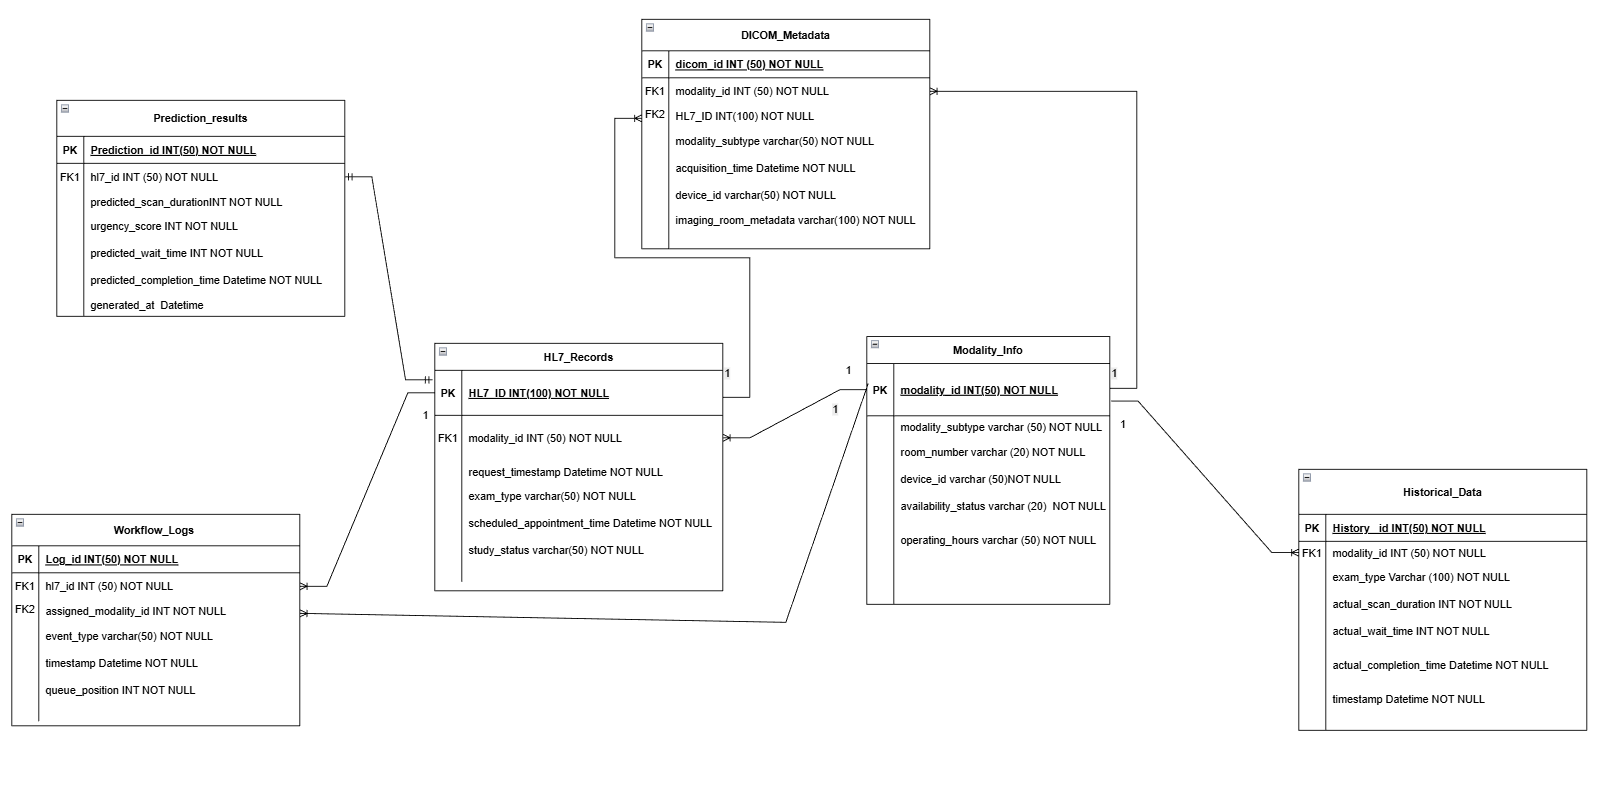 DICOM_Metadata
PK dicom_id INT (50) NOT NULL
FK1 modality_id INT (50) NOT NULL
FK2 HL7_ID INT(100) NOT NULL
modality_subtype varchar(50) NOT NULL
acquisition_time Datetime NOT NULL
device_id varchar(50) NOT NULL
imaging_room_metadata varchar(100) NOT NULL
Prediction_results
PK Prediction_id INT(50) NOT NULL
FK1 hl7_id INT (50) NOT NULL
predicted_scan_durationINT NOT NULL
urgency_score INT NOT NULL
predicted_wait_time INT NOT NULL
predicted_completion_time Datetime NOT NULL
generated_at Datetime
HL7_Records
PK HL7_ID INT(100) NOT NULL
FK1 modality_id INT (50) NOT NULL
request_timestamp Datetime NOT NULL
exam_type varchar(50) NOT NULL
scheduled_appointment_time Datetime NOT NULL
study_status varchar(50) NOT NULL
1
1
1
1
Modality_Info
PK modality_id INT(50) NOT NULL
modality_subtype varchar (50) NOT NULL
room_number varchar (20) NOT NULL
device_id varchar (50)NOT NULL
availability_status varchar (20) NOT NULL
operating_hours varchar (50) NOT NULL
1
1
Workflow_Logs
PK Log_id INT(50) NOT NULL
FK1 hl7_id INT (50) NOT NULL
FK2 assigned_modality_id INT NOT NULL
event_type varchar(50) NOT NULL
timestamp Datetime NOT NULL
queue_position INT NOT NULL
Historical_Data
PK History_ id INT(50) NOT NULL
FK1 modality_id INT (50) NOT NULL
exam_type Varchar (100) NOT NULL
actual_scan_duration INT NOT NULL
actual_wait_time INT NOT NULL
actual_completion_time Datetime NOT NULL
timestamp Datetime NOT NULL